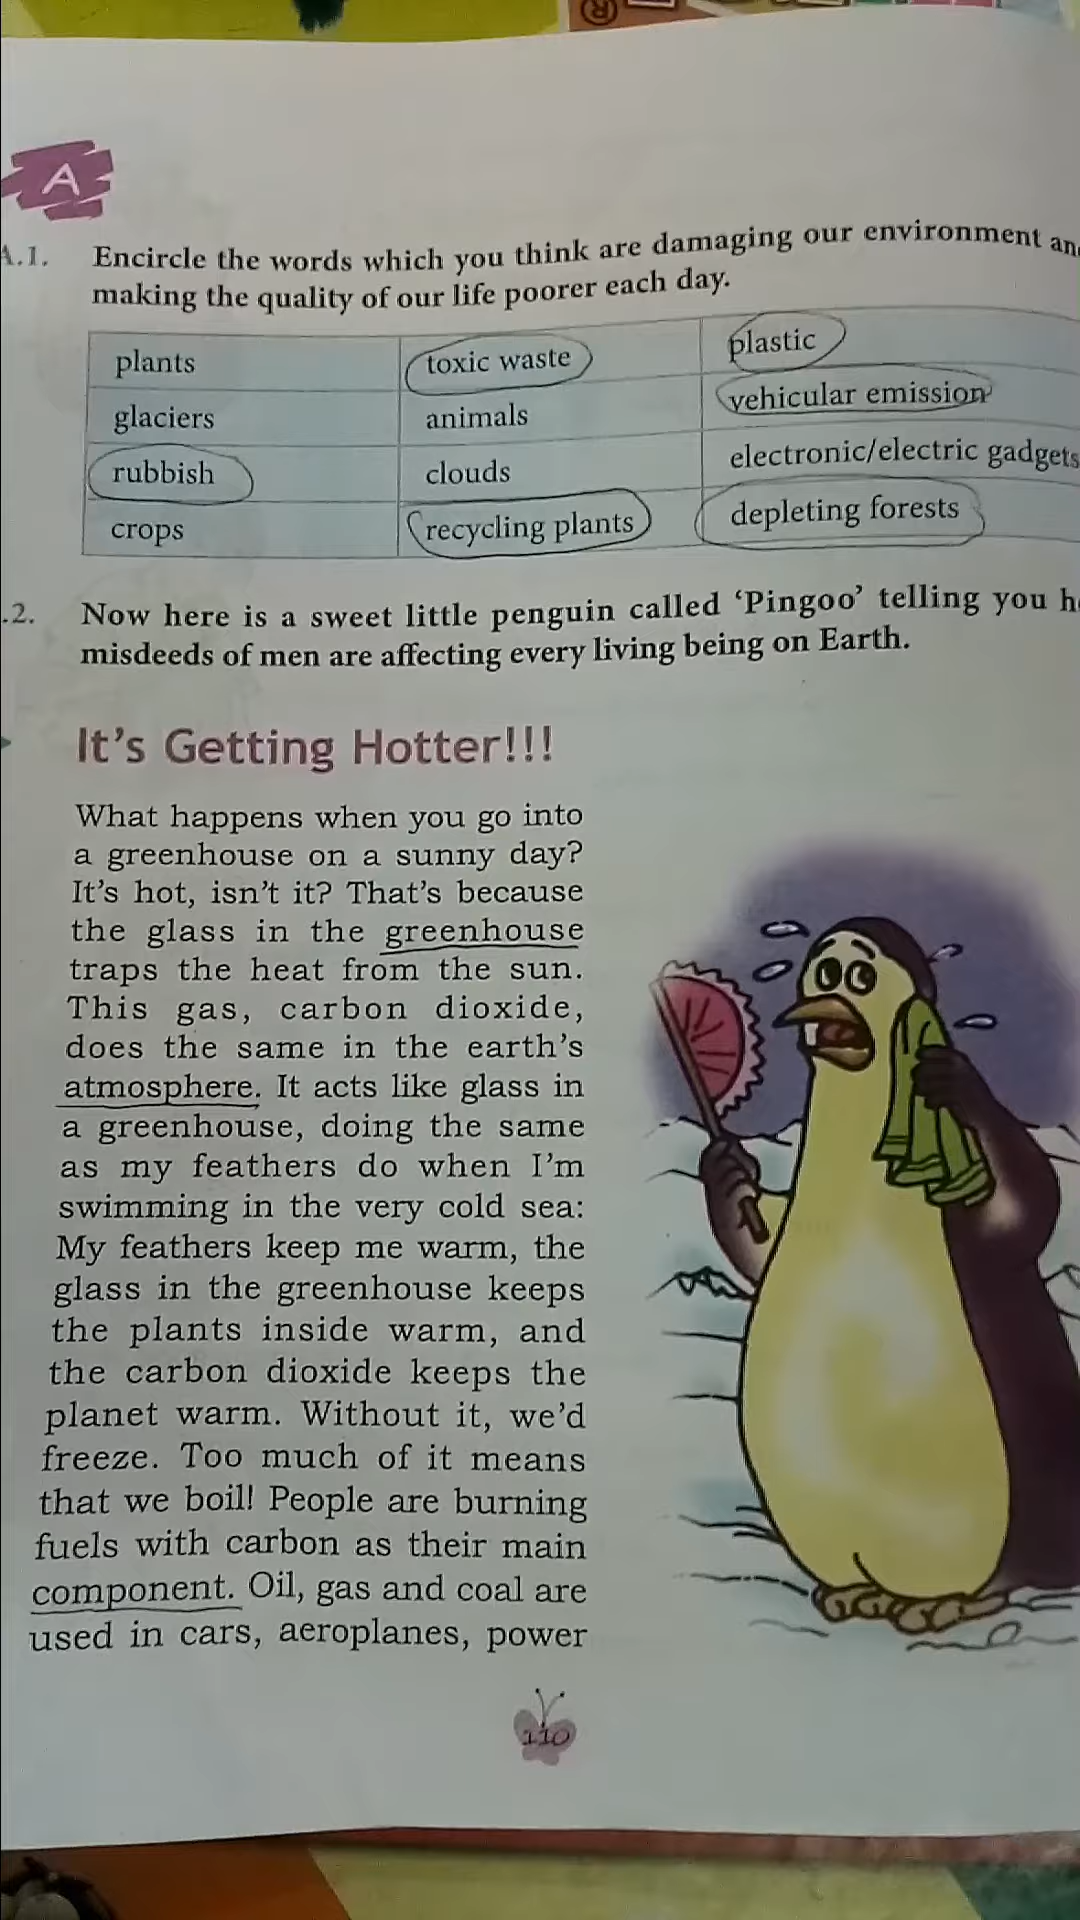 ®
A
A.1. Encircle the words which you think are damaging our environment
making the quality of our life poorer each day.
plants toxic waste plastic
glaciers animals vehicular emission
rubbish clouds electronic/electric gadgets
crops recycling plants depleting forests
.2. Now here is a sweet little penguin called ‘Pingoo’ telling you
misdeeds of men are affecting every living being on Earth.
It’s Getting Hotter!!!
What happens when you go into
a greenhouse on a sunny day?
It’s hot, isn’t it? That’s because
the glass in the greenhouse
traps the heat from the sun.
This gas, carbon dioxide,
does the same in the earth’s
atmosphere. It acts like glass in
a greenhouse, doing the same
as my feathers do when I’m
swimming in the very cold sea:
My feathers keep me warm, the
glass in the greenhouse keeps
the plants inside warm, and
the carbon dioxide keeps the
planet warm. Without it, we’d
freeze. Too much of it means
that we boil! People are burning
fuels with carbon as their main
component. Oil, gas and coal are
used in cars, aeroplanes, power
110